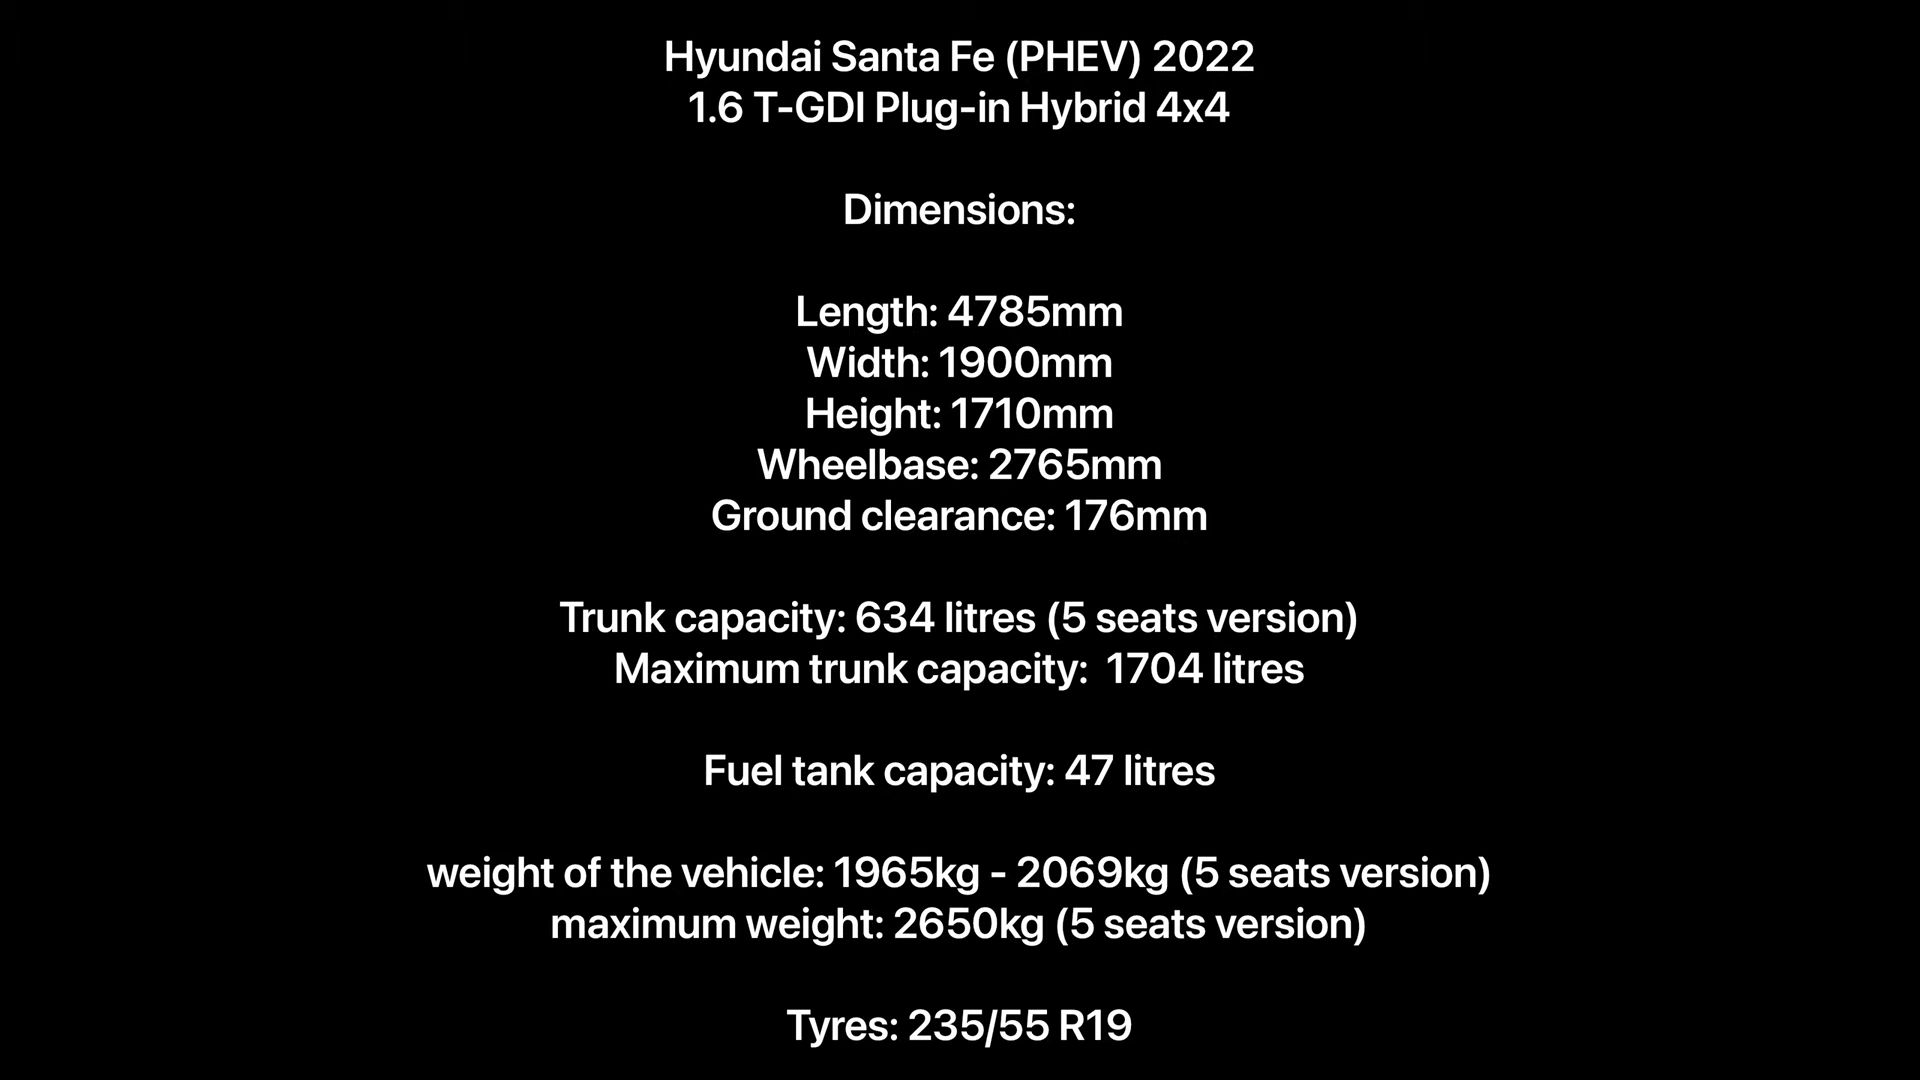 Hyundai Santa Fe (PHEV) 2022
1.6 T-GDI Plug-in Hybrid 4x4
Dimensions:
Length: 4785mm
Width: 1900mm
Height: 1710mm
Wheelbase: 2765mm
Ground clearance: 176mm
Trunk capacity: 634 litres (5 seats version)
Maximum trunk capacity:  1704 litres
Fuel tank capacity: 47 litres
weight of the vehicle: 1965kg - 2069kg (5 seats version)
maximum weight: 2650kg (5 seats version)
Tyres: 235/55 R19